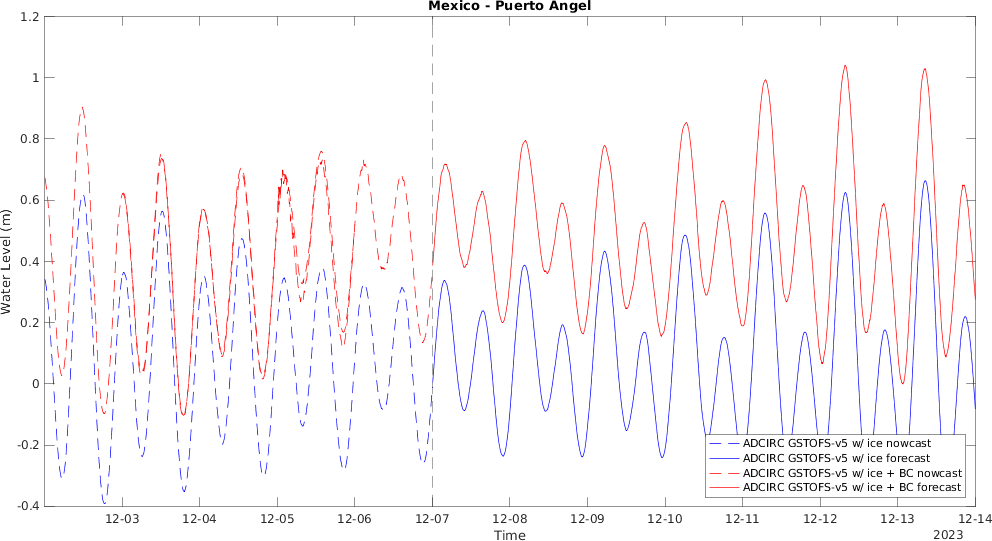 Mexico - Puerto Angel
Water Level (m)
1.2
1
0.8
0.6
0.4
0.2
0
-0.2
-0.4
12-03 12-04 12-05 12-06 12-07 12-08 12-09 12-10 12-11 12-12 12-13 12-14
Time
2023
ADCIRC GSTOFS-v5 w/ ice nowcast
ADCIRC GSTOFS-v5 w/ ice forecast
ADCIRC GSTOFS-v5 w/ ice + BC nowcast
ADCIRC GSTOFS-v5 w/ ice + BC forecast